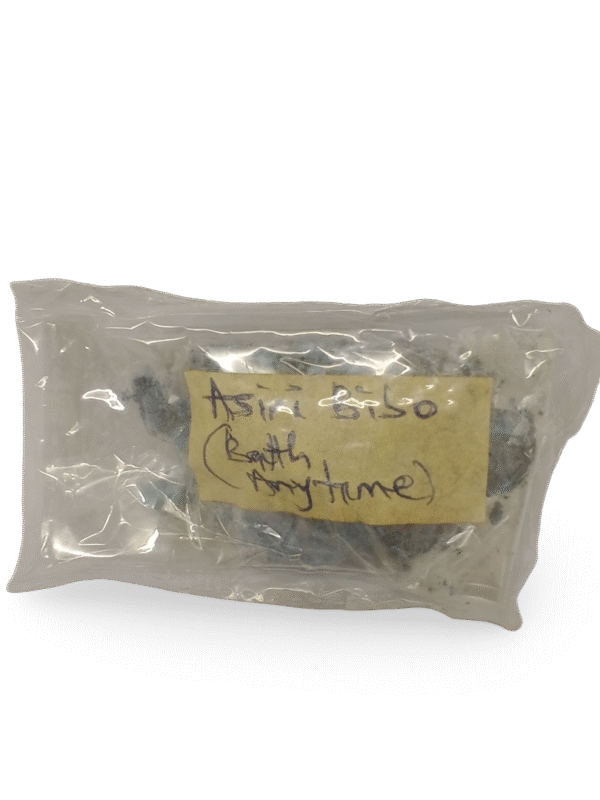 Asiri Bibo
(Bath
Anytime)